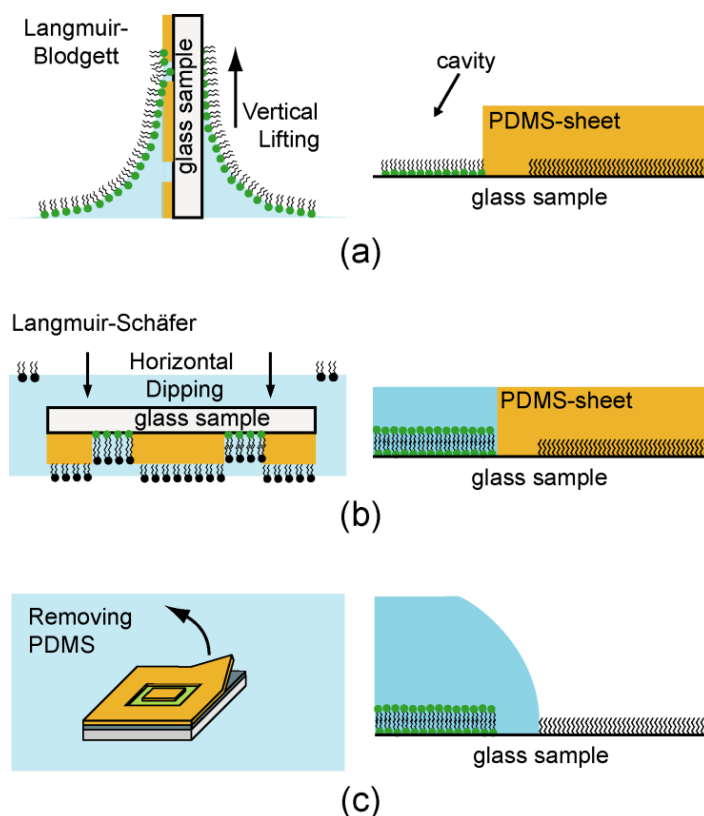 Langmuir-
Blodgett
glass sample
Vertical
Lifting
cavity
PDMS-sheet
glass sample
(a)
Langmuir-Schäfer
Horizontal
Dipping
glass sample
PDMS-sheet
glass sample
(b)
Removing
PDMS
glass sample
(c)